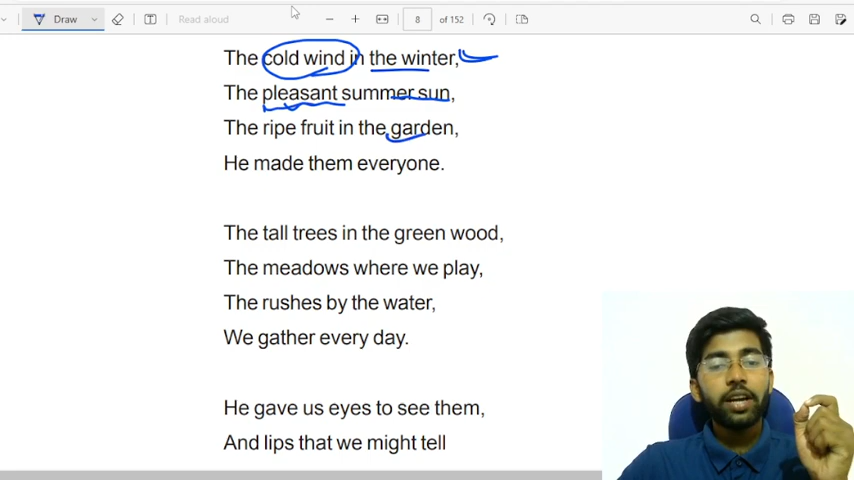 Draw
Read aloud
8
of 152
The cold wind in the winter,
The pleasant summer sun,
The ripe fruit in the garden,
He made them everyone.
The tall trees in the green wood,
The meadows where we play,
The rushes by the water,
We gather every day.
He gave us eyes to see them,
And lips that we might tell